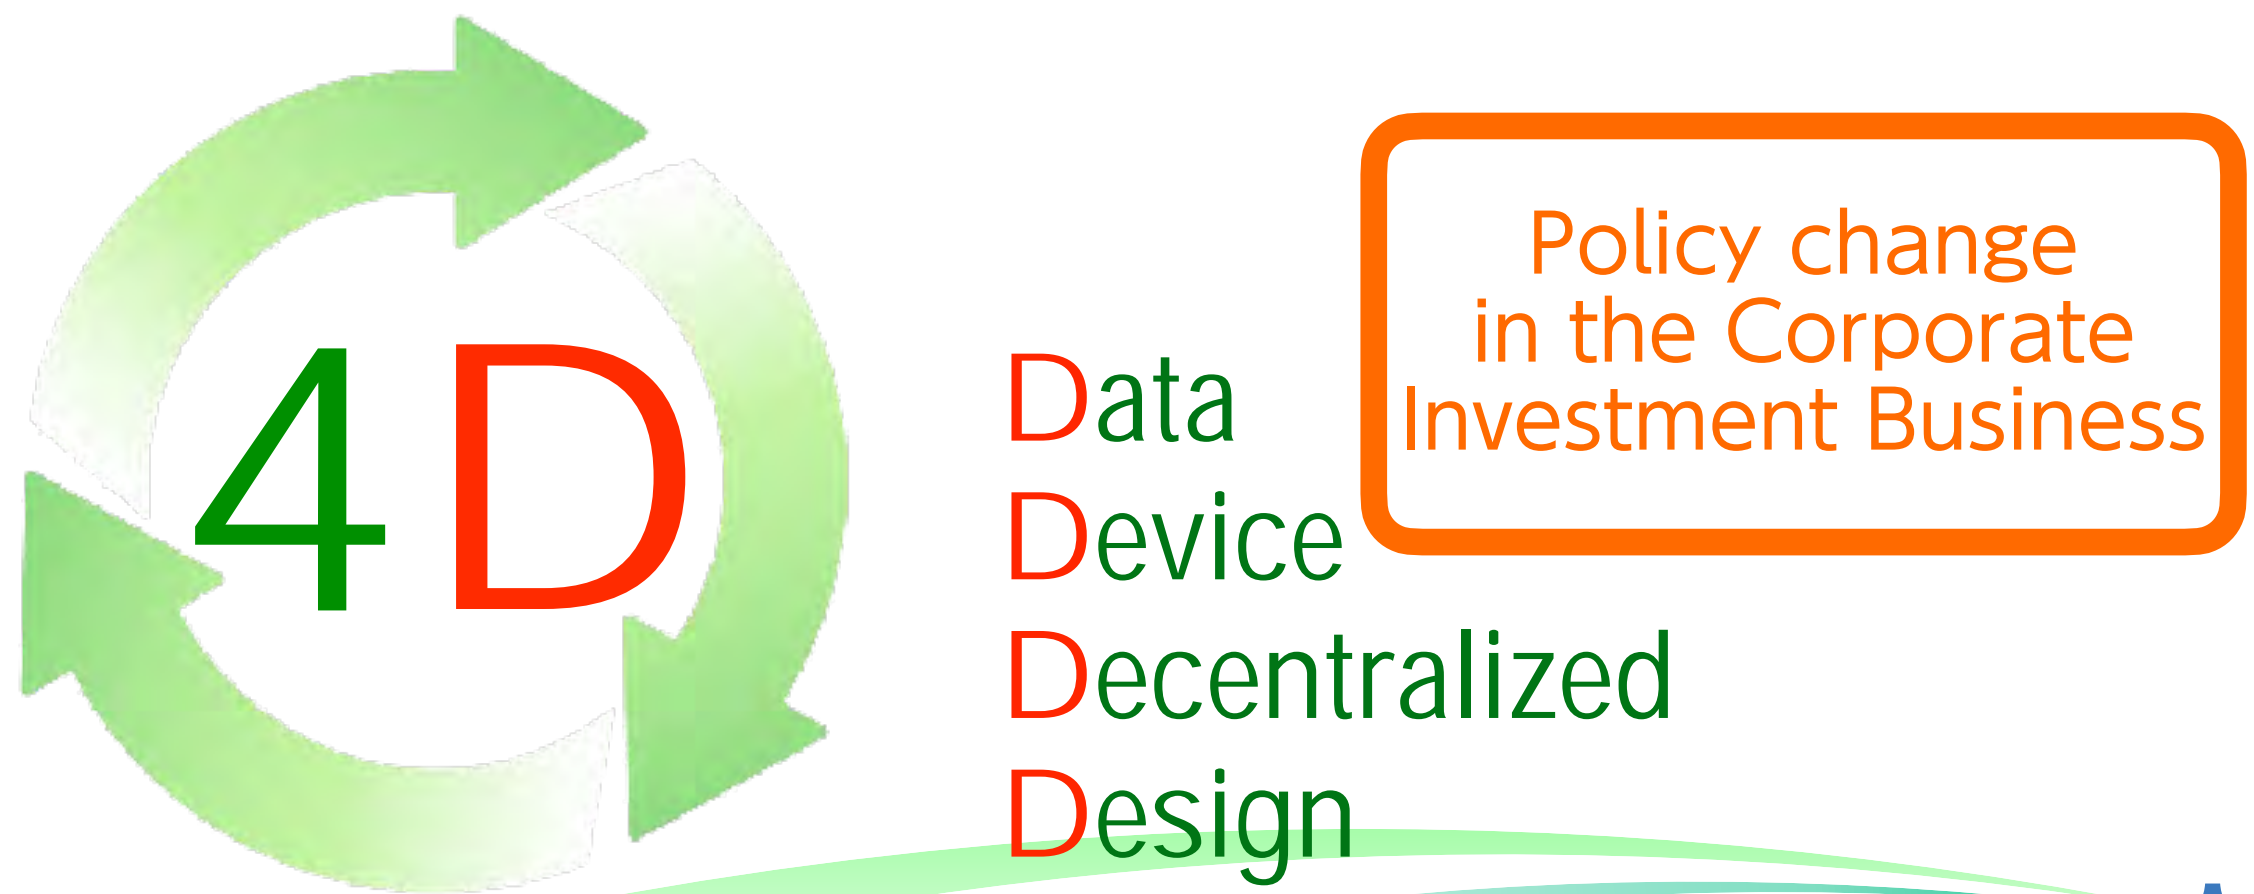 4D
Policy change
in the Corporate
Investment Business
Data
Device
Decentralized
Design